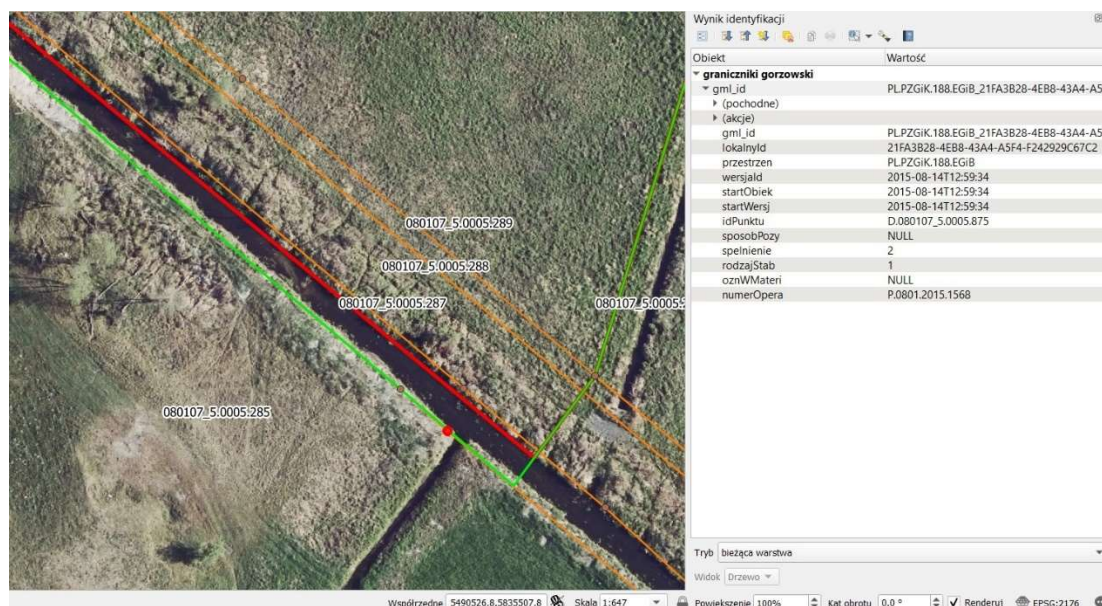 Wynik identyfikacji
Obiekt Wartość
graniczniki gorzowski
gml_id PL.PZGiK.188.EGiB_21FA3B28-4EB8-43A4-A5
(pochodne)
(akcje)
gml_id PL.PZGiK.188.EGiB_21FA3B28-4EB8-43A4-A5
lokalnyId 21FA3B28-4EB8-43A4-A5F4-F242929C67C2
przestrzen PL.PZGiK.188.EGiB
wersjaId 2015-08-14T12:59:34
startObiek 2015-08-14T12:59:34
startWersj 2015-08-14T12:59:34
idPunktu D.080107_5.0005.875
sposobPozy NULL
spelnienie 2
rodzajStab 1
oznWMateri NULL
numerOpera P.0801.2015.1568
080107_5.0005.289
080107_5.0005.288
080107_5.0005.287
080107_5.0005.2
080107_5.0005.285
Tryb bieżąca warstwa
Widok Drzewo
Współrzędne 5490526.8,5835507.8 Skala 1:647 Powiększenie 100% Kąt obrotu 0,0 ° Renderuj EPSG:2176